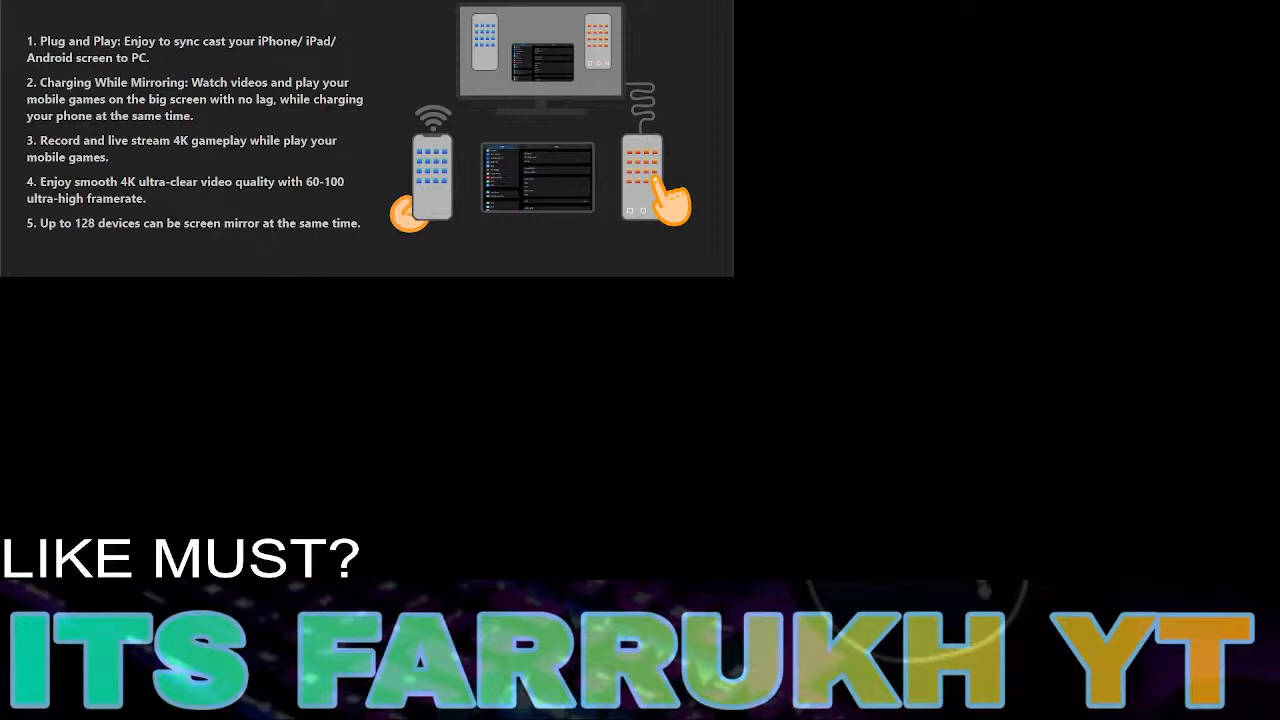 1. Plug and Play: Enjoy to sync cast your iPhone/ iPad/
Android screen to PC.
2. Charging While Mirroring: Watch videos and play your
mobile games on the big screen with no lag, while charging
your phone at the same time.
3. Record and live stream 4K gameplay while play your
mobile games.
4. Enjoy smooth 4K ultra-clear video quality with 60-100
ultra-high framerate.
5. Up to 128 devices can be screen mirror at the same time.
LIKE MUST?
ITS FARRUKH YT